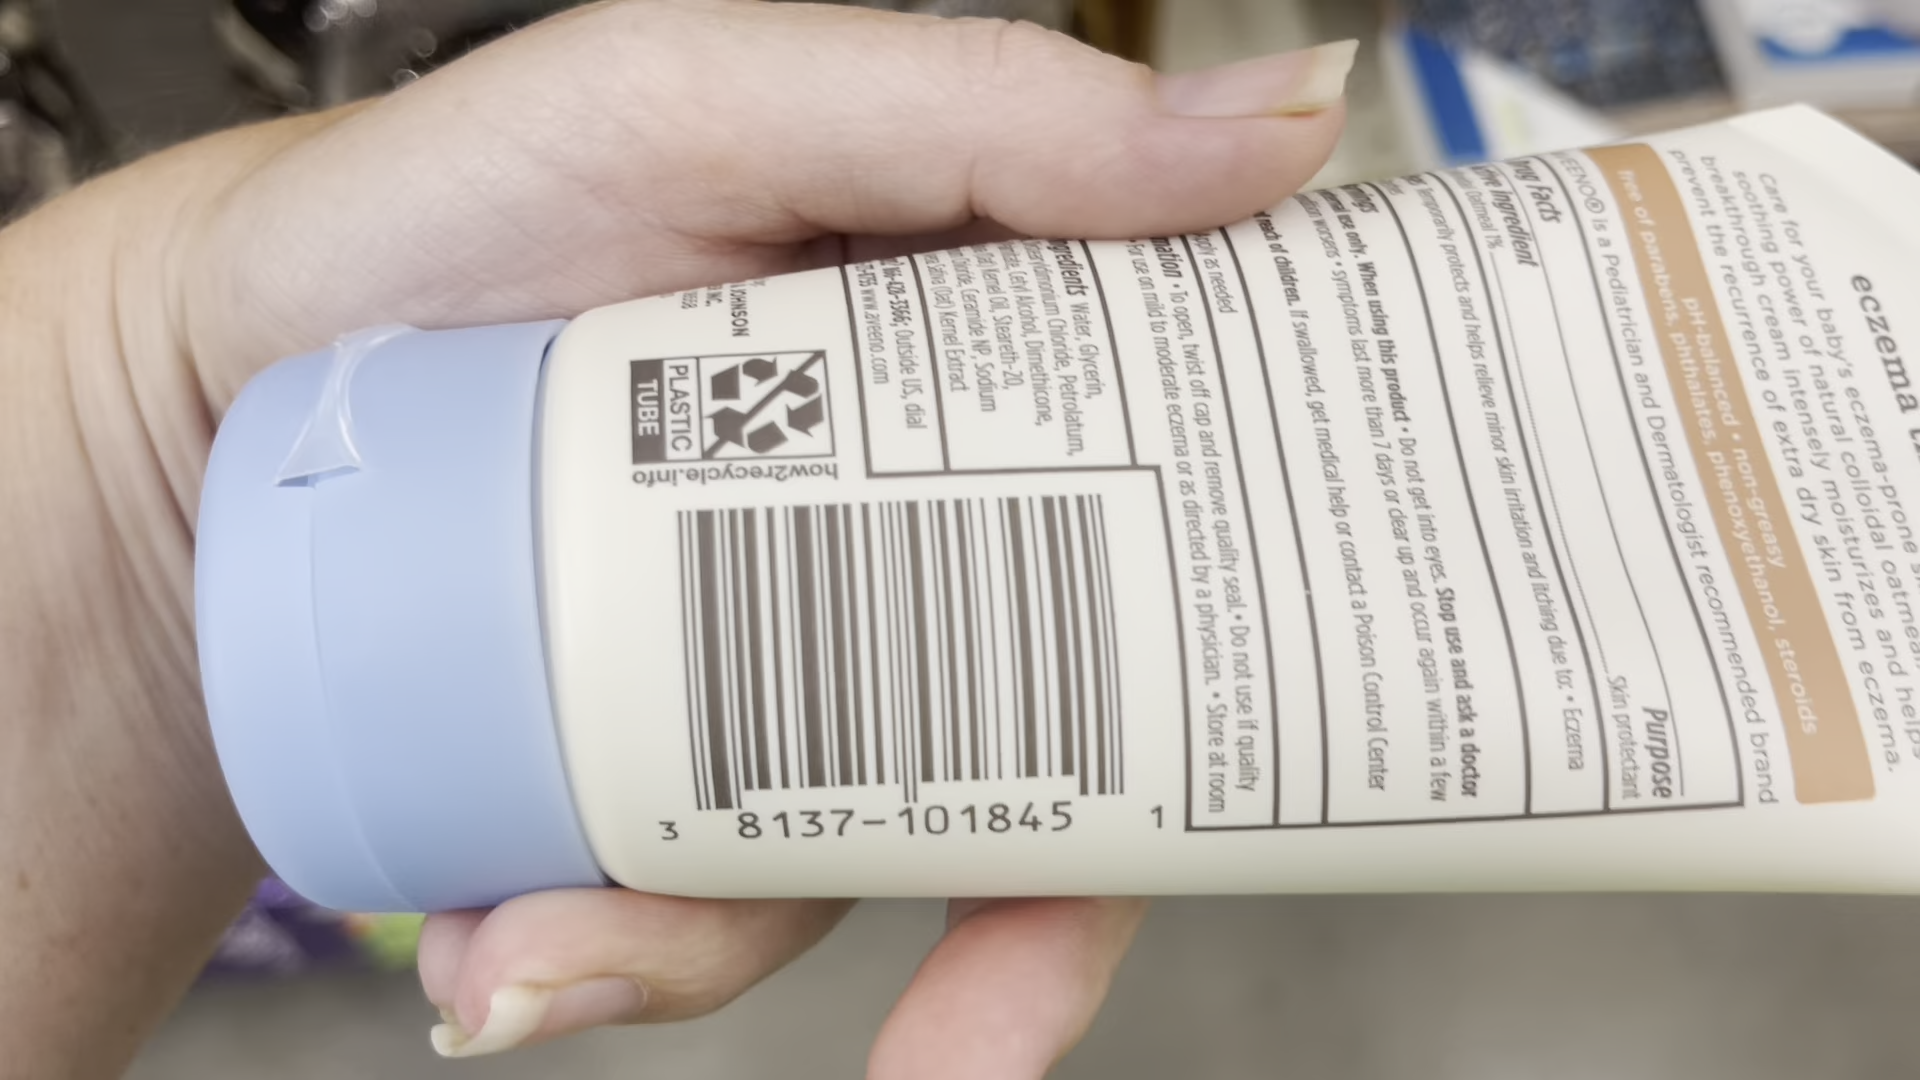 eczema
care for your baby's eczema-prone
soothing power of natural colloidal oatmeal
breakthrough cream intensely moisturizes and helps
prevent the recurrence of extra dry skin from eczema.
pH-balanced • non-greasy
free of parabens, phthalates, phenoxyethanol, steroids
AVEENO® is a Pediatrician and Dermatologist recommended brand
Drug Facts
Active Ingredient Purpose
Oatmeal 1% Skin protectant
temporarily protects and helps relieve minor skin irritation and itching due to: • Eczema
use only. When using this product • Do not get into eyes. Stop use and ask a doctor
worsens • symptoms last more than 7 days or clear up and occur again within a few
reach of children. If swallowed, get medical help or contact a Poison Control Center
apply as needed
• To open, twist off cap and remove quality seal. • Do not use if quality
• For use on mild to moderate eczema or as directed by a physician. • Store at room
Water, Glycerin,
Chloride, Petrolatum,
Cetyl Alcohol, Dimethicone,
Kernel Oil, Steareth-20,
Chloride, Ceramide NP, Sodium
(Oat) Kernel Extract
Outside US, dial
www.aveeno.com
JOHNSON
INC.
PLASTIC
TUBE
how2recycle.info
3 8137-101845 1